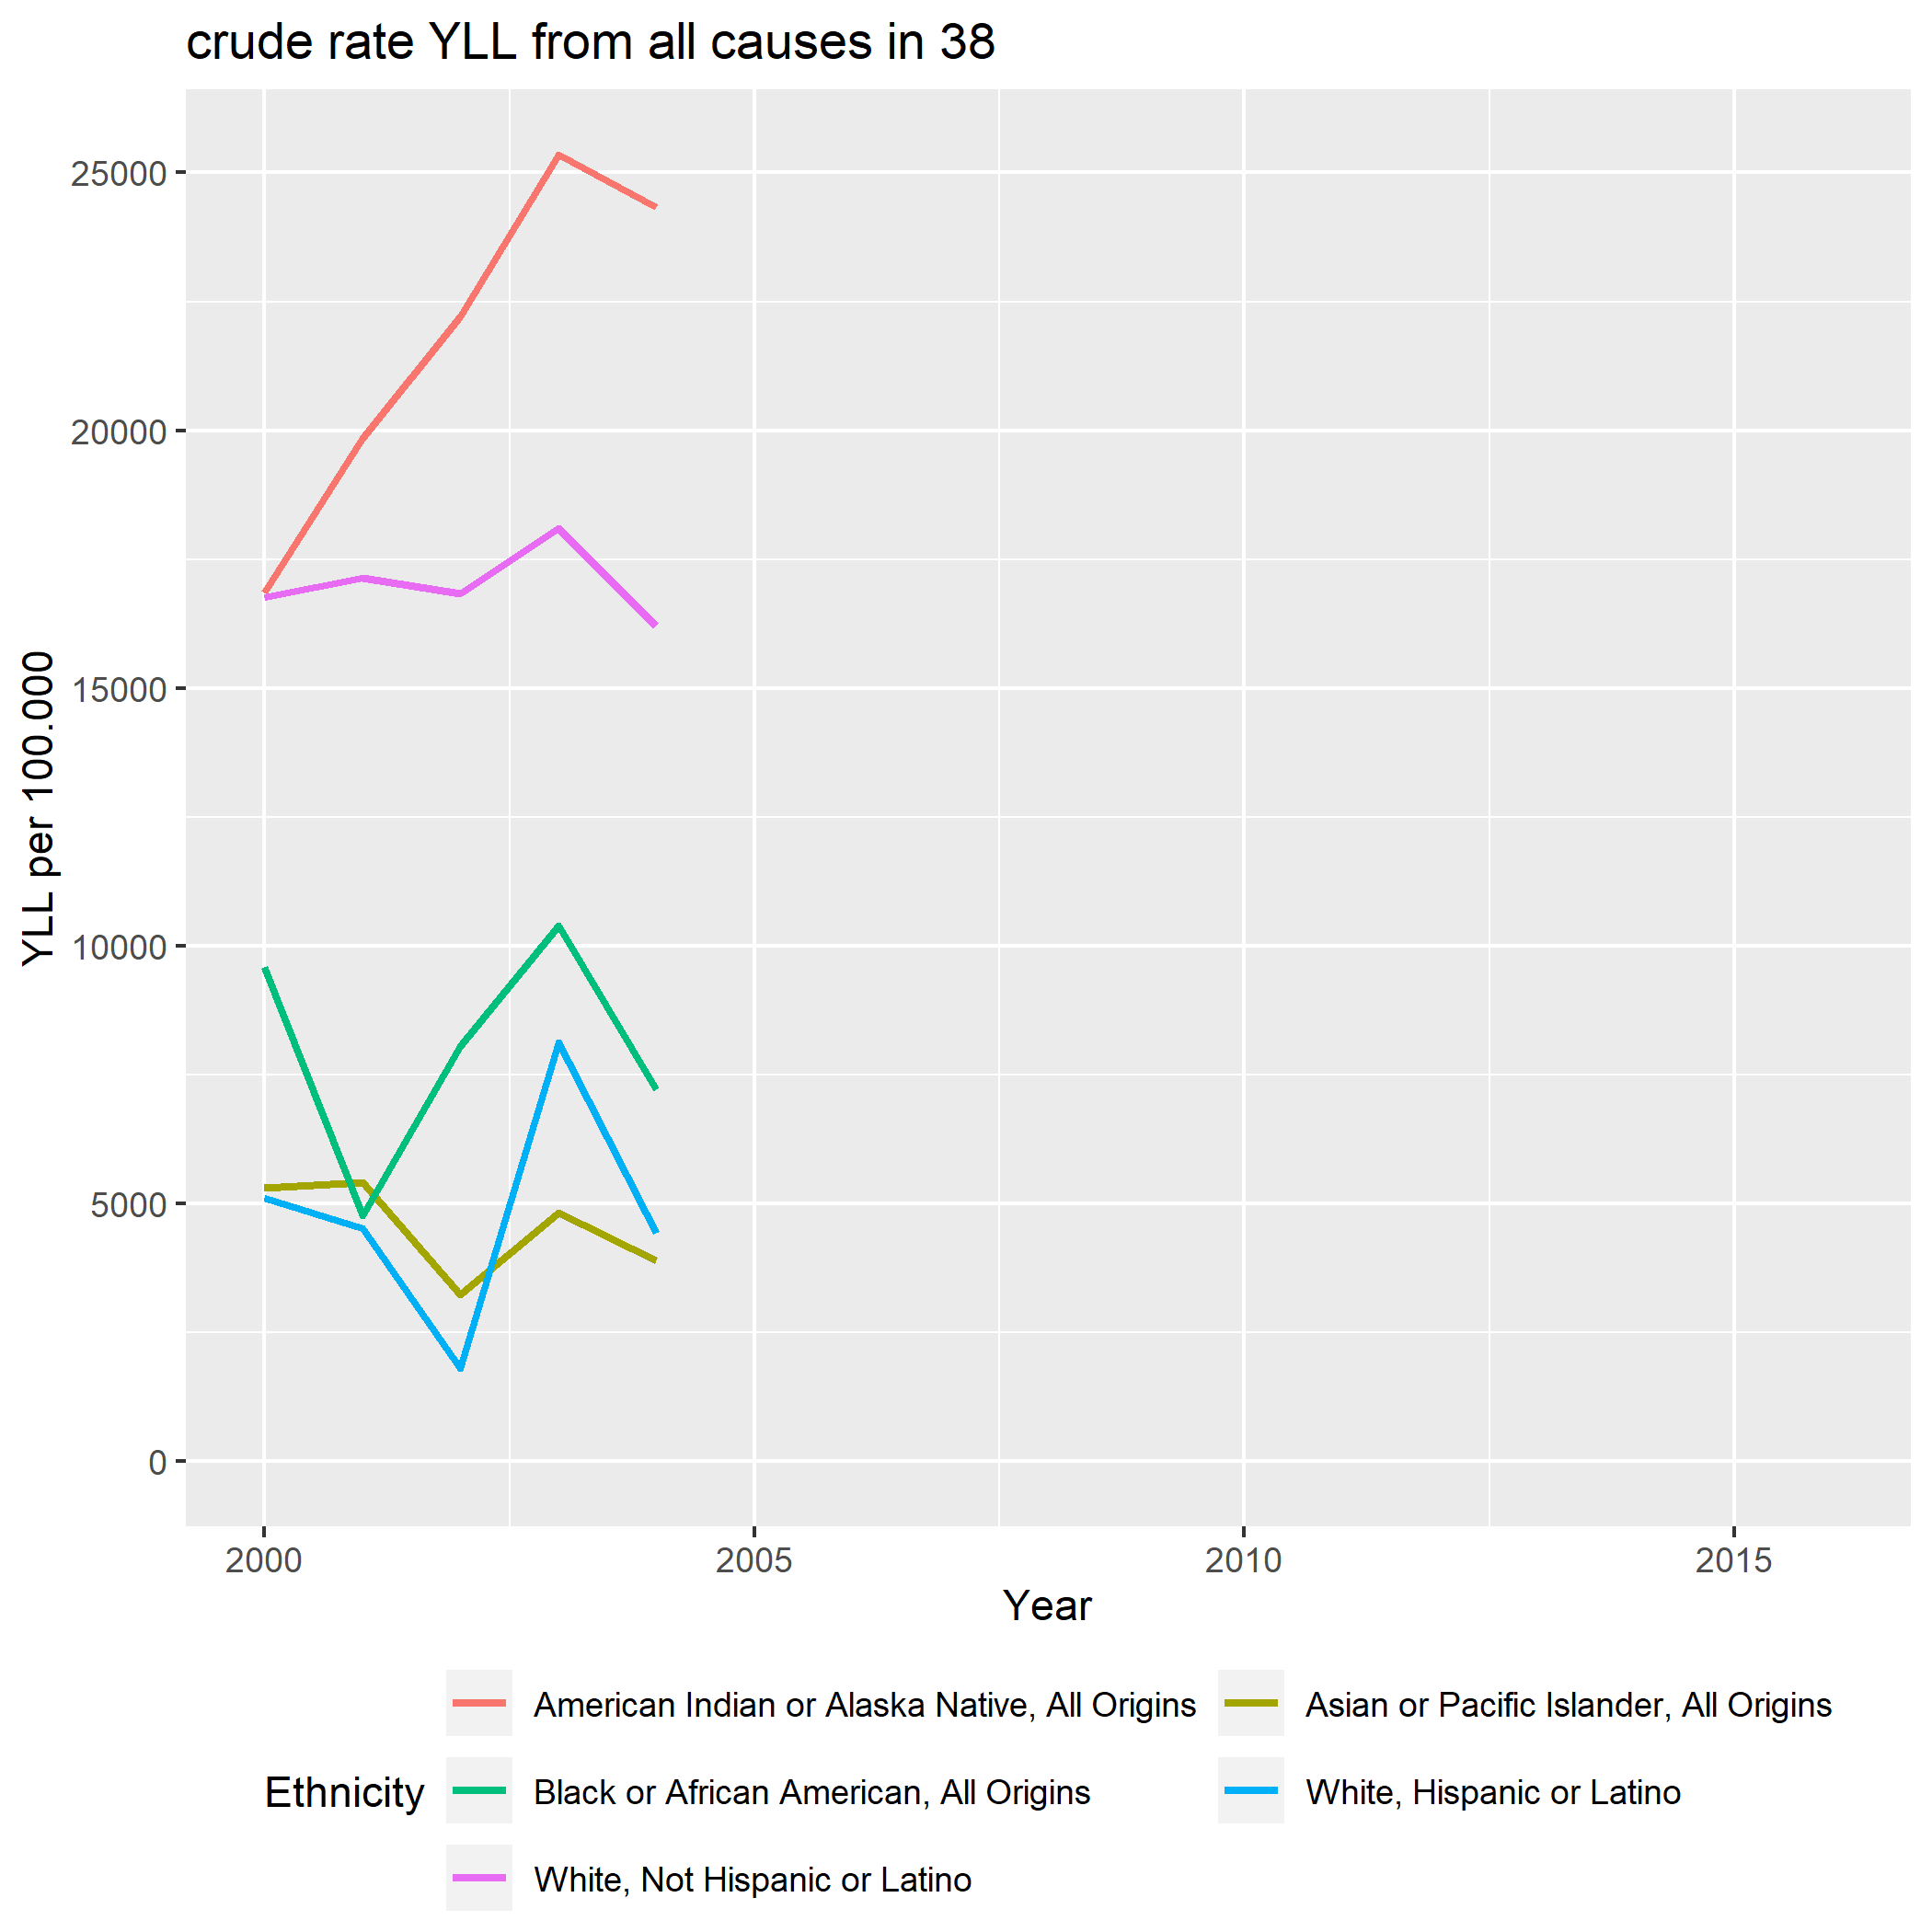 crude rate YLL from all causes in 38
YLL per 100.000
25000
20000
15000
10000
5000
0
2000 2005 2010 2015
Year
Ethnicity
American Indian or Alaska Native, All Origins
Asian or Pacific Islander, All Origins
Black or African American, All Origins
White, Hispanic or Latino
White, Not Hispanic or Latino